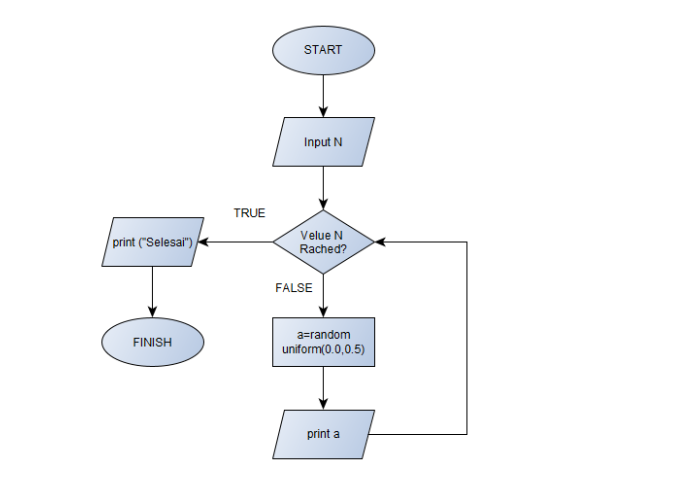 START
Input N
TRUE
Velue N
Rached?
print ("Selesai")
FALSE
a=random
uniform(0.0,0.5)
FINISH
print a